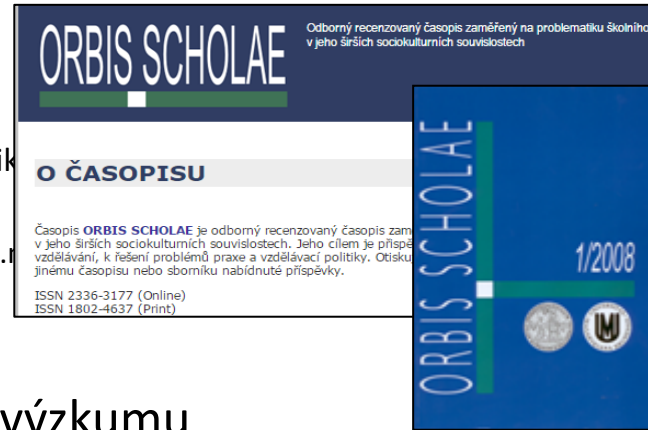 ORBIS SCHOLAE
Odborný recenzovaný časopis zaměřený na problematiku školního
v jeho širších sociokulturních souvislostech
O ČASOPISU
Časopis ORBIS SCHOLAE je odborný recenzovaný časopis zam
v jeho širších sociokulturních souvislostech. Jeho cílem je přispě
vzdělávání, k řešení problémů praxe a vzdělávací politiky. Otisku
jinému časopisu nebo sborníku nabídnuté příspěvky.
ISSN 2336-3177 (Online)
ISSN 1802-4637 (Print)
ORBIS SCHOLAE
1/2008
výzkumu